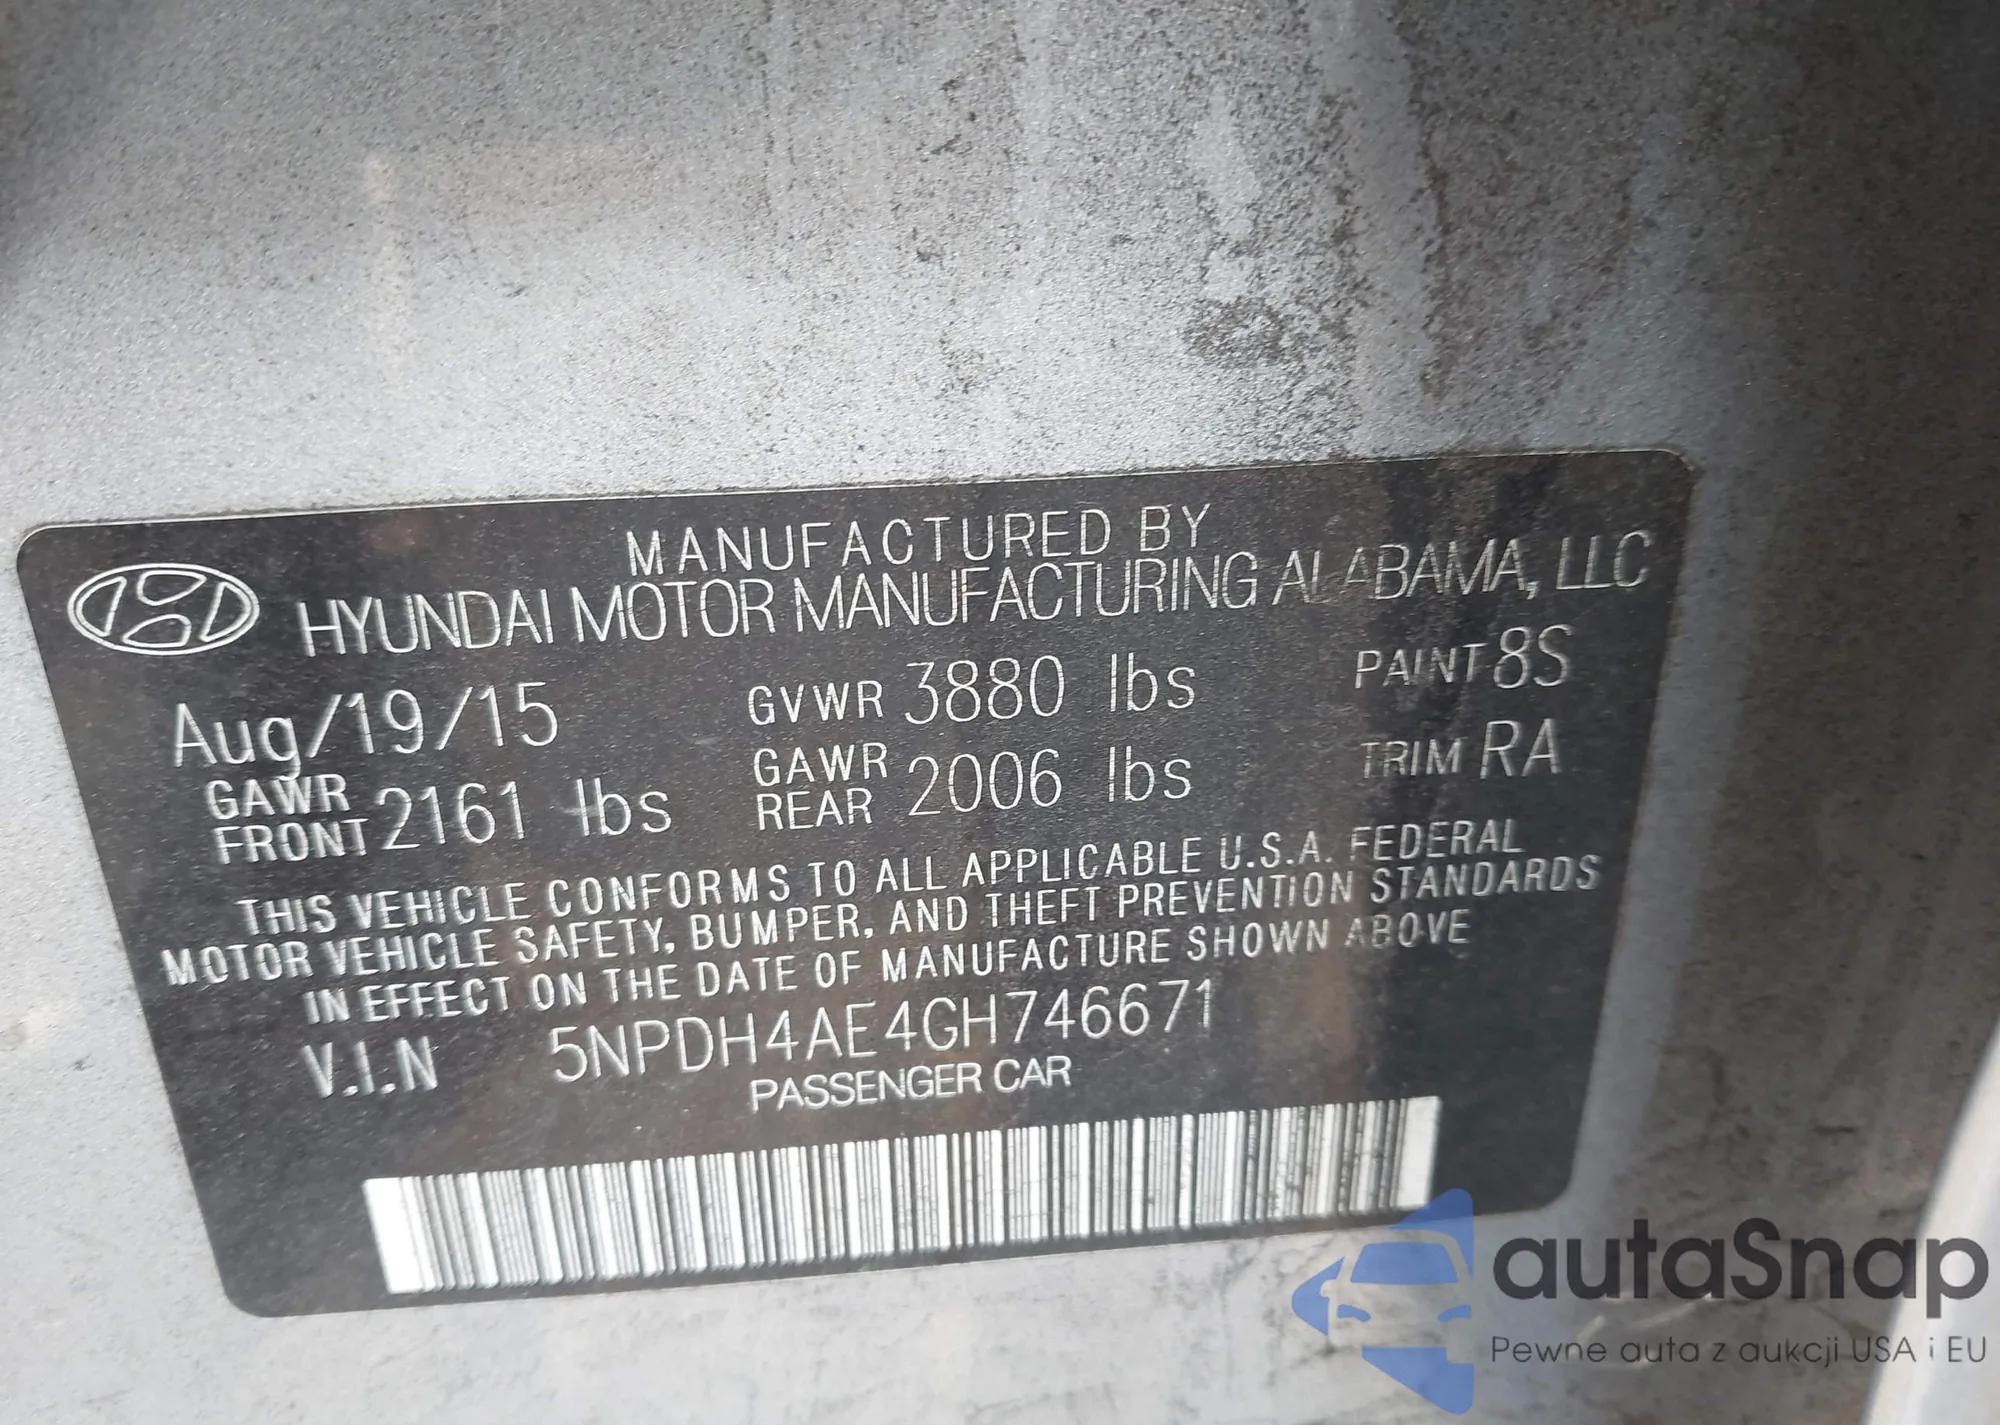 MANUFACTURED BY
HYUNDAI MOTOR MANUFACTURING ALABAMA, LLC
Aug/19/15 GVWR 3880 lbs PAINT 8S
GAWR FRONT 2161 lbs GAWR REAR 2006 lbs TRIM RA
THIS VEHICLE CONFORMS TO ALL APPLICABLE U.S.A. FEDERAL
MOTOR VEHICLE SAFETY, BUMPER, AND THEFT PREVENTION STANDARDS
IN EFFECT ON THE DATE OF MANUFACTURE SHOWN ABOVE
V.I.N 5NPDH4AE4GH746671
PASSENGER CAR
autaSnap
Pewne auta z aukcji USA i EU